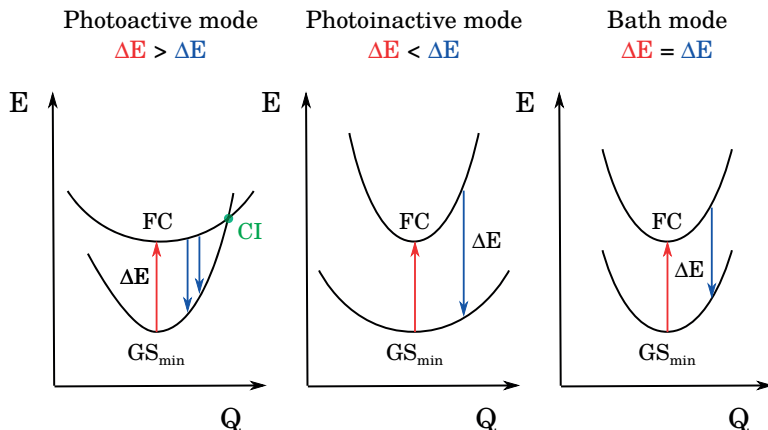 Photoactive mode
ΔE > ΔE
E
FC
CI
ΔE
GSmin
Q
Photoinactive mode
ΔE < ΔE
E
FC
ΔE
GSmin
Q
Bath mode
ΔE = ΔE
E
FC
ΔE
GSmin
Q